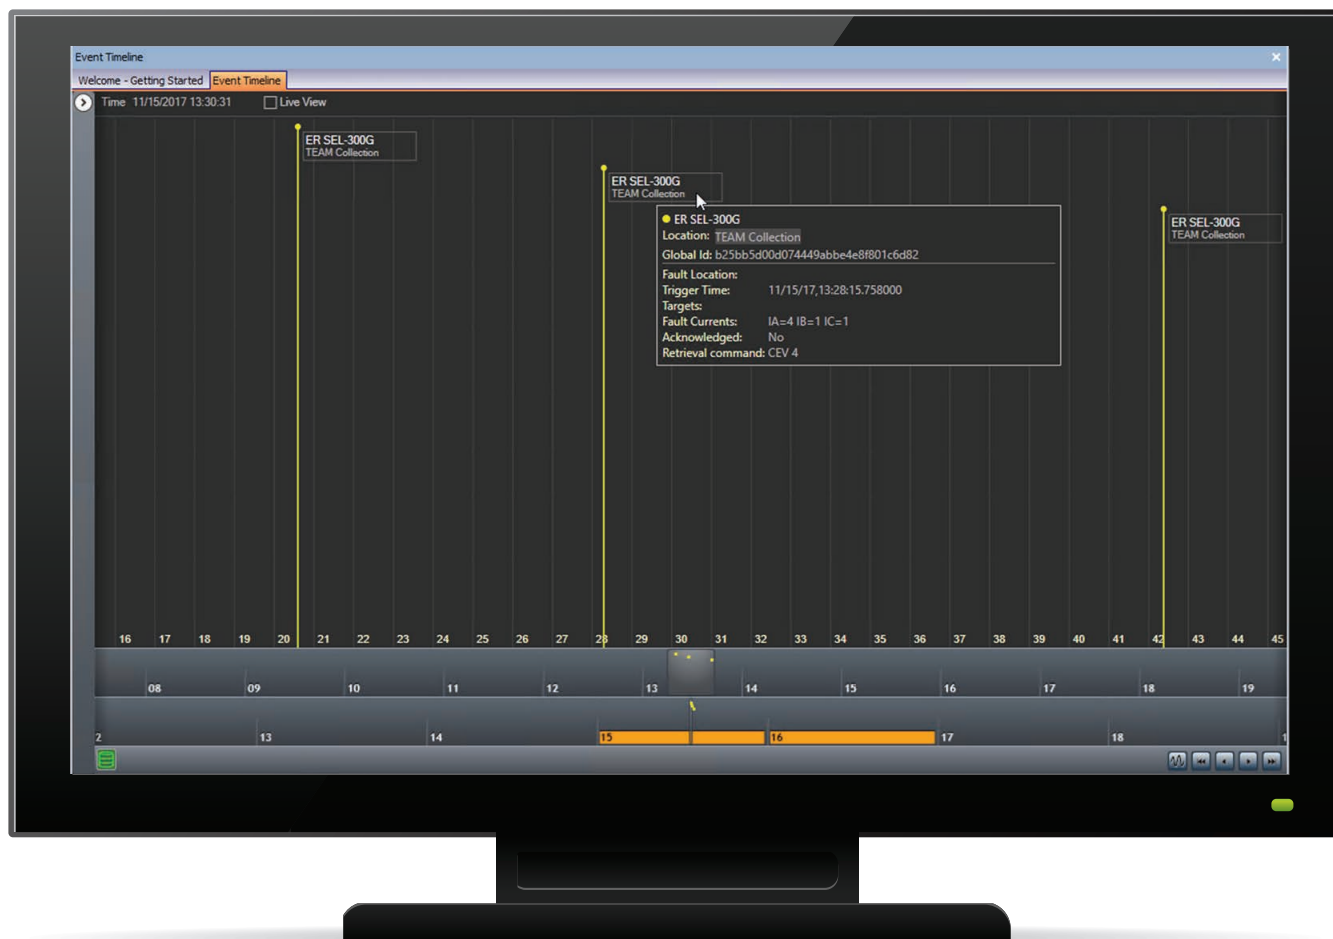 Event Timeline
Welcome - Getting Started Event Timeline
Time 11/15/2017 13:30:31 Live View
ER SEL-300G
TEAM Collection
ER SEL-300G
TEAM Collection
ER SEL-300G
Location: TEAM Collection
Global Id: b25bb5d00d074449abbe4e8f801c6d82
Fault Location:
Trigger Time: 11/15/17,13:28:15.758000
Targets:
Fault Currents: IA=4 IB=1 IC=1
Acknowledged: No
Retrieval command: CEV 4
ER SEL-300G
TEAM Collection
16 17 18 19 20 21 22 23 24 25 26 27 28 29 30 31 32 33 34 35 36 37 38 39 40 41 42 43 44 45
08 09 10 11 12 13 14 15 16 17 18 19
2 13 14 15 16 17 18 1